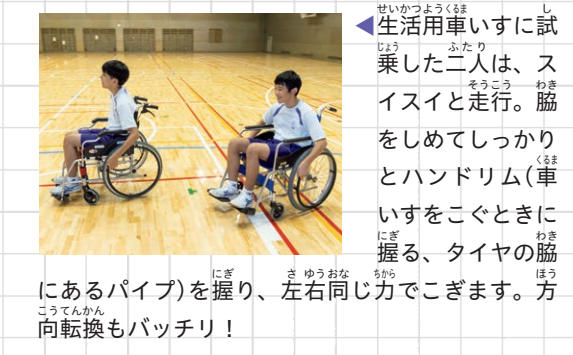 ◀生活用車いすに試
乗した二人は、ス
イスイと走行。脇
をしめてしっかり
とハンドリム(車
いすをこぐときに
握る、タイヤの脇
にあるパイプ)を握り、左右同じ力でこぎます。方
向転換もバッチリ！